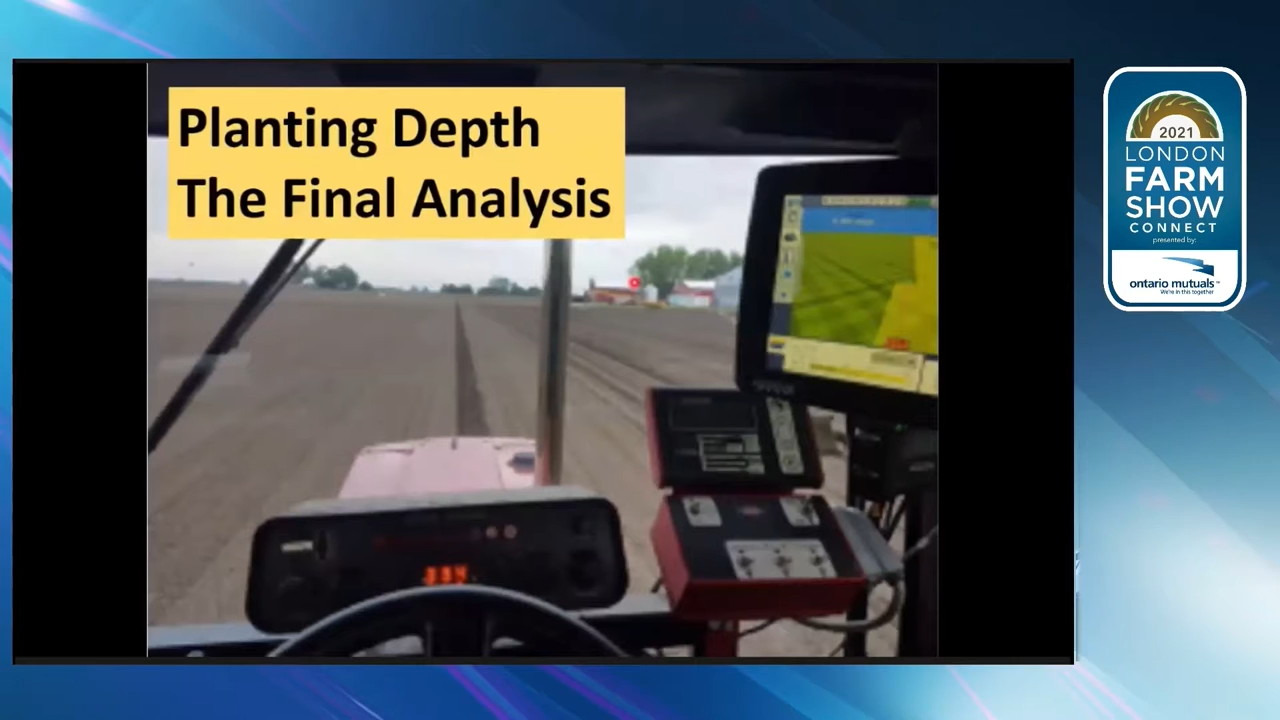 Planting Depth
The Final Analysis
2021
LONDON
FARM
SHOW
CONNECT
presented by:
ontario mutuals
We're in this together